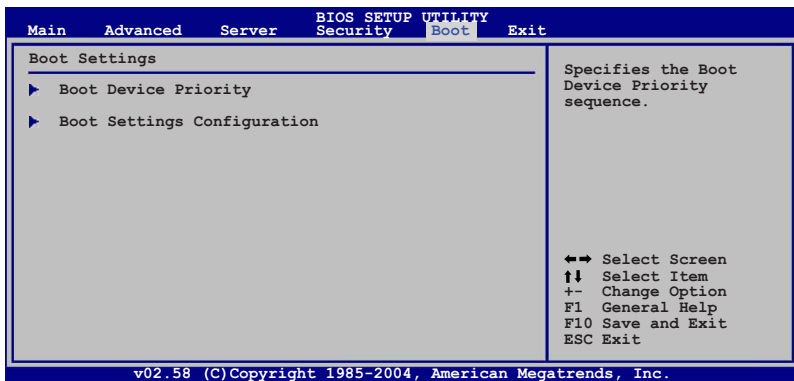 BIOS SETUP UTILITY
Main Advanced Server Security Boot Exit
Boot Settings
Boot Device Priority
Boot Settings Configuration
Specifies the Boot
Device Priority
sequence.
←→ Select Screen
↑↓ Select Item
+- Change Option
F1 General Help
F10 Save and Exit
ESC Exit
v02.58 (C)Copyright 1985-2004, American Megatrends, Inc.